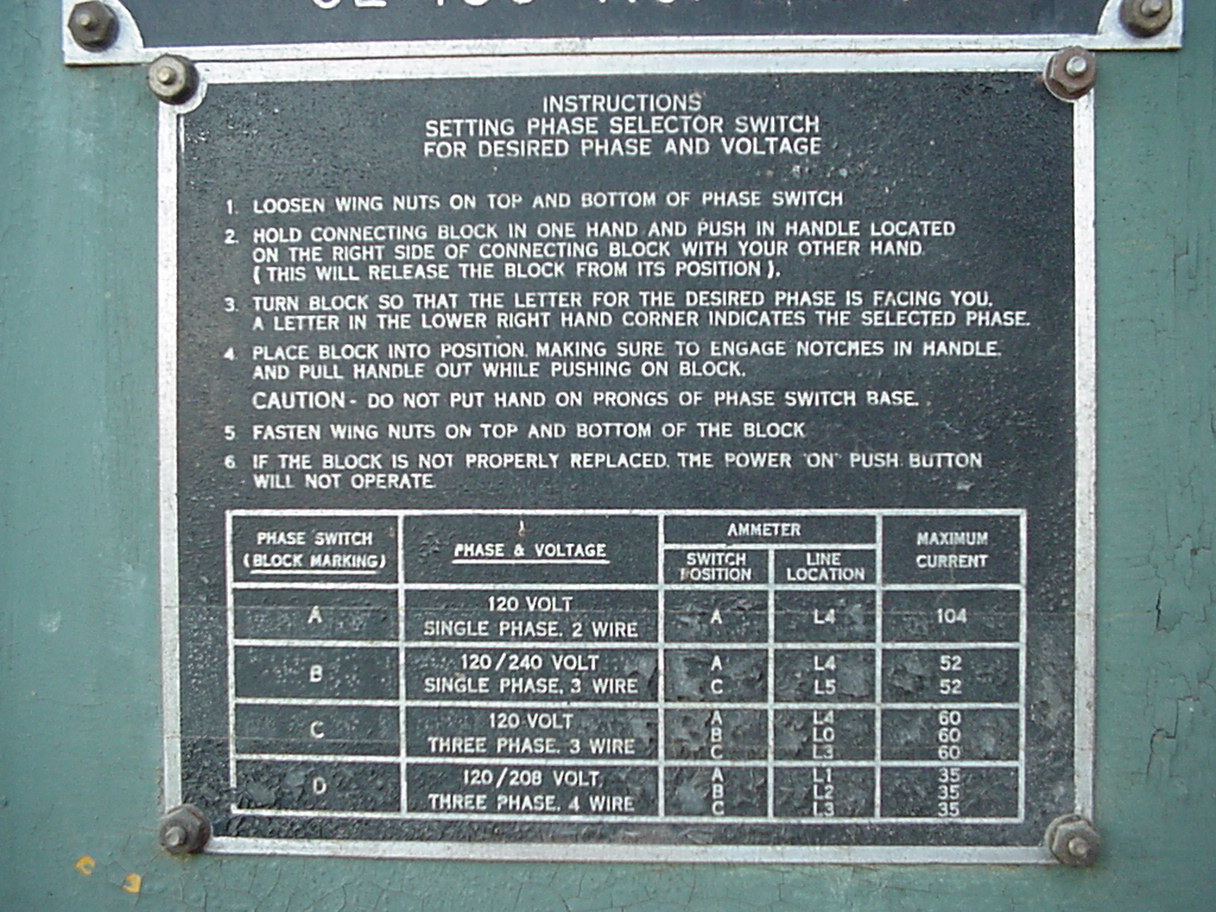 INSTRUCTIONS
SETTING PHASE SELECTOR SWITCH
FOR DESIRED PHASE AND VOLTAGE
1. LOOSEN WING NUTS ON TOP AND BOTTOM OF PHASE SWITCH
2. HOLD CONNECTING BLOCK IN ONE HAND AND PUSH IN HANDLE LOCATED
ON THE RIGHT SIDE OF CONNECTING BLOCK WITH YOUR OTHER HAND.
(THIS WILL RELEASE THE BLOCK FROM ITS POSITION).
3. TURN BLOCK SO THAT THE LETTER FOR THE DESIRED PHASE IS FACING YOU.
A LETTER IN THE LOWER RIGHT HAND CORNER INDICATES THE SELECTED PHASE.
4. PLACE BLOCK INTO POSITION, MAKING SURE TO ENGAGE NOTCHES IN HANDLE,
AND PULL HANDLE OUT WHILE PUSHING ON BLOCK.
CAUTION - DO NOT PUT HAND ON PRONGS OF PHASE SWITCH BASE.
5. FASTEN WING NUTS ON TOP AND BOTTOM OF THE BLOCK
6. IF THE BLOCK IS NOT PROPERLY REPLACED, THE POWER "ON" PUSH BUTTON
WILL NOT OPERATE
PHASE SWITCH (BLOCK MARKING) PHASE & VOLTAGE AMMETER MAXIMUM CURRENT
SWITCH POSITION LINE LOCATION
A 120 VOLT SINGLE PHASE, 2 WIRE A L4 104
B 120/240 VOLT A L4 52
SINGLE PHASE, 3 WIRE C L5 52
C 120 VOLT A L4 60
B L0 60
THREE PHASE, 3 WIRE C L3 60
D 120/208 VOLT, A L1 35
B L2 35
THREE PHASE, 4 WIRE C L3 35